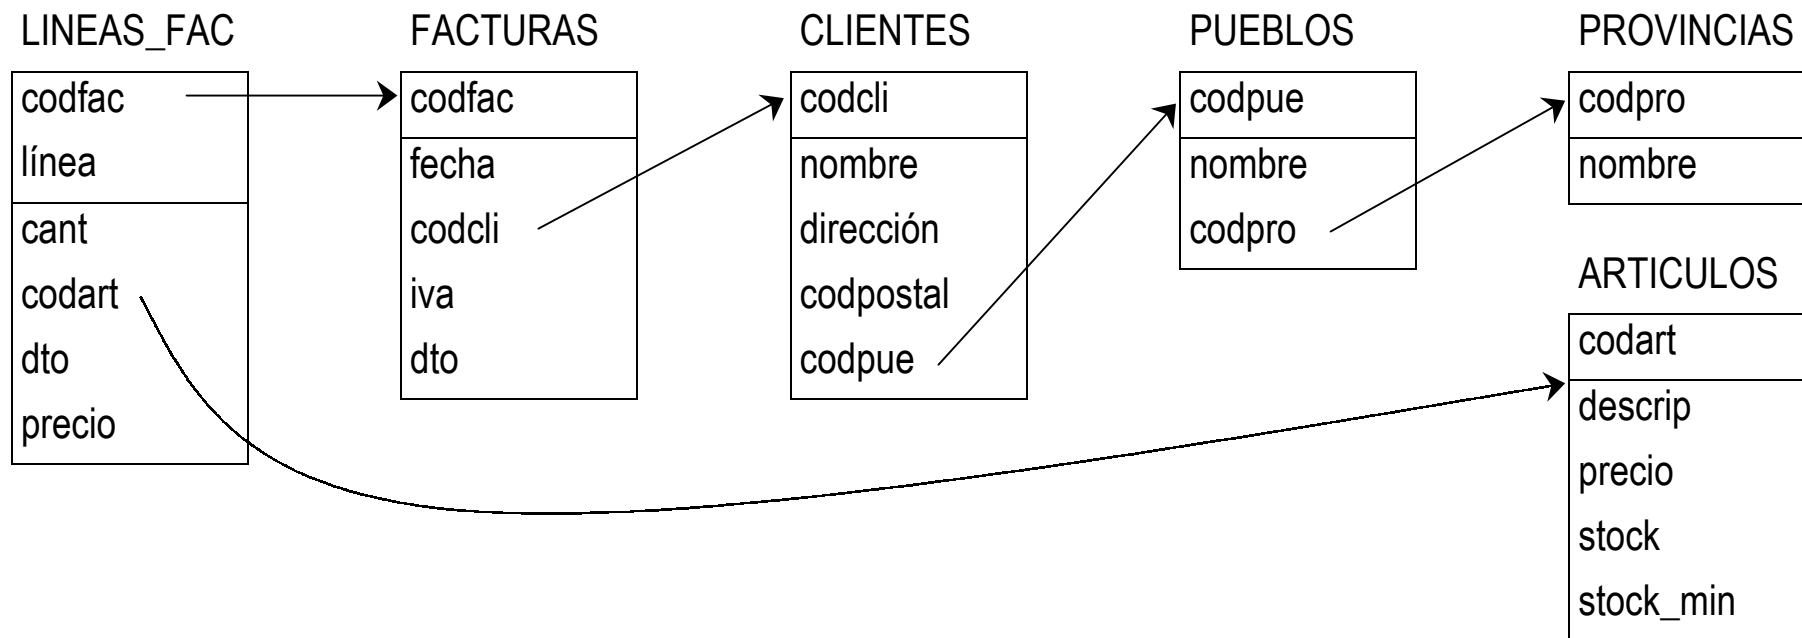 LINEAS_FAC
codfac
línea
cant
codart
dto
precio
FACTURAS
codfac
fecha
codcli
iva
dto
CLIENTES
codcli
nombre
dirección
codpostal
codpue
PUEBLOS
codpue
nombre
codpro
PROVINCIAS
codpro
nombre
ARTICULOS
codart
descrip
precio
stock
stock_min